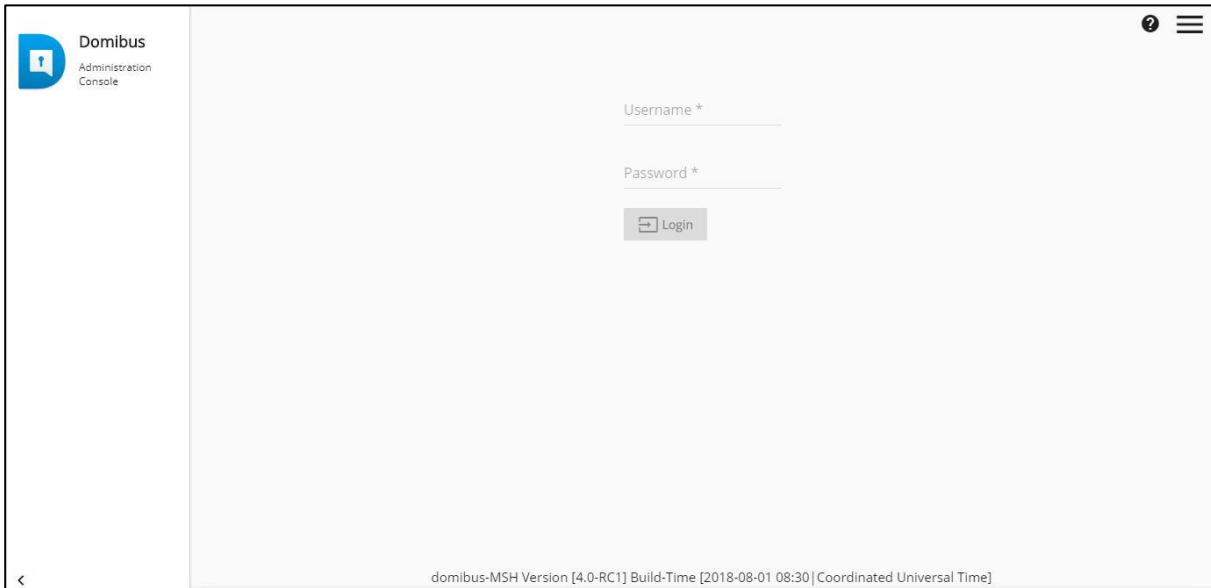 Domibus
Administration
Console
Username *
Password *
Login
domibus-MSH Version [4.0-RC1] Build-Time [2018-08-01 08:30|Coordinated Universal Time]